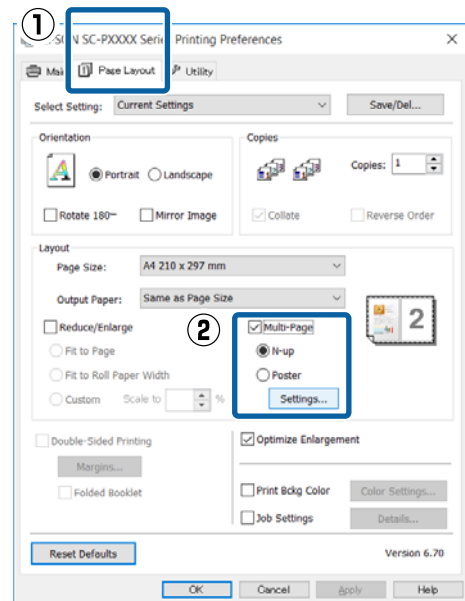 ①
SON SC-PXXXX Serie Printing Preferences
Mai Page Layout Utility
Select Setting: Current Settings Save/Del...
Orientation Copies
Portrait Landscape Copies: 1
Rotate 180° Mirror Image Collate Reverse Order
Layout
Page Size: A4 210 x 297 mm
Output Paper: Same as Page Size
②
Reduce/Enlarge Multi-Page 2
Fit to Page N-up
Fit to Roll Paper Width Poster
Custom Scale to % Settings...
Double-Sided Printing Optimize Enlargement
Margins...
Folded Booklet Print Bckg Color Color Settings...
Job Settings Details...
Reset Defaults Version 6.70
OK Cancel Apply Help